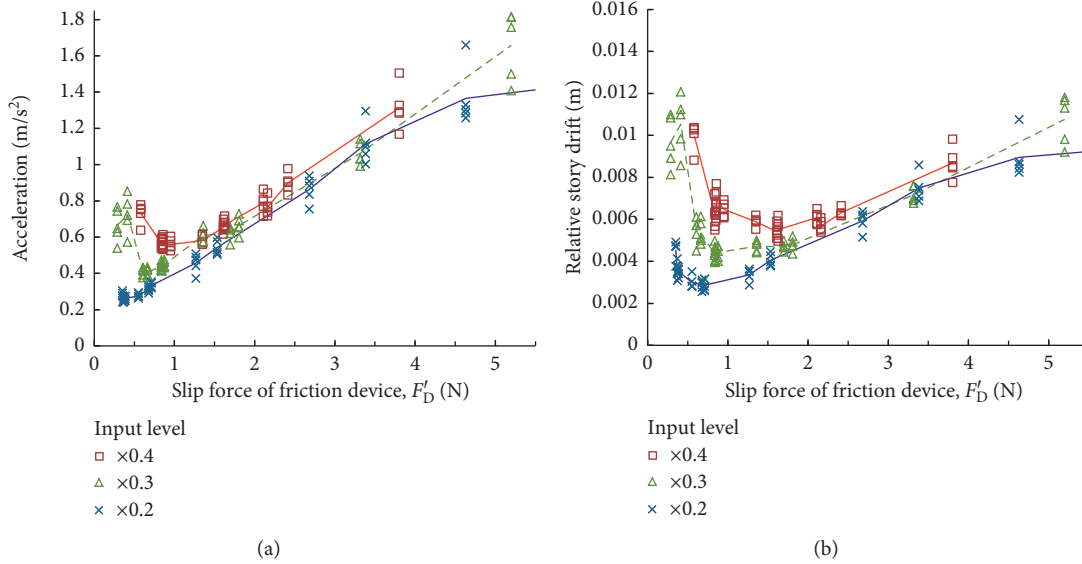 1.8
1.6
1.4
1.2
1
0.8
0.6
0.4
0.2
0
Acceleration (m/s²)
0 1 2 3 4 5
Slip force of friction device, F′D (N)
Input level
×0.4
×0.3
×0.2
(a)
0.016
0.014
0.012
0.01
0.008
0.006
0.004
0.002
0
Relative story drift (m)
0 1 2 3 4 5
Slip force of friction device, F′D (N)
Input level
×0.4
×0.3
×0.2
(b)